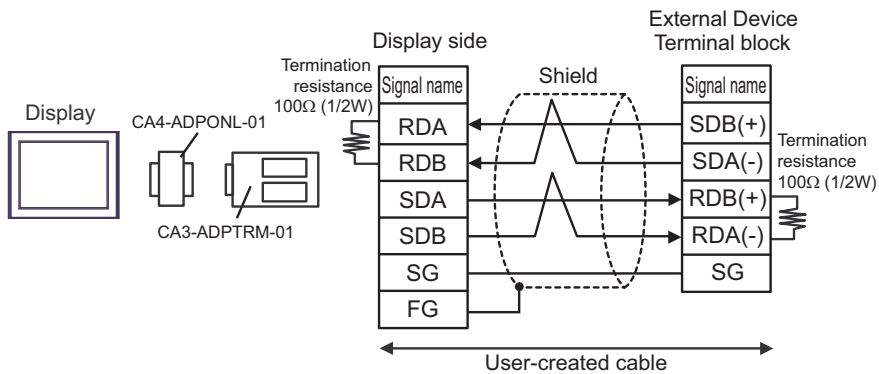 External Device
Terminal block
Display side
Termination
resistance
100Ω (1/2W)
Signal name
Shield
Signal name
Display
CA4-ADPONL-01
CA3-ADPTRM-01
RDA
SDB(+)
RDB
SDA(-)
SDA
RDB(+)
SDB
RDA(-)
SG
SG
FG
Termination
resistance
100Ω (1/2W)
User-created cable